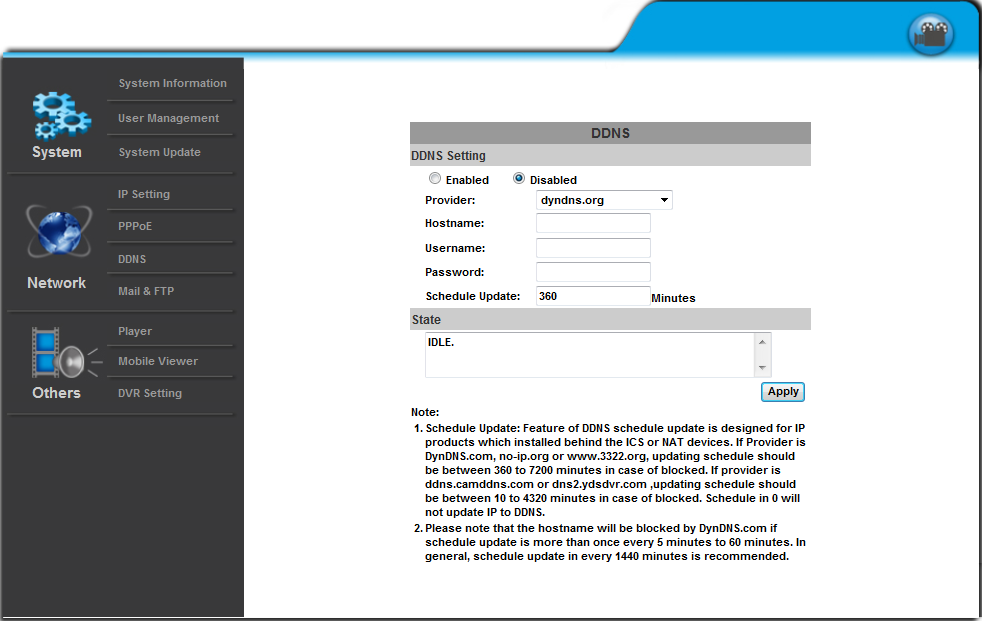 System Information
User Management
System Update
System
IP Setting
PPPoE
DDNS
Mail & FTP
Network
Player
Mobile Viewer
DVR Setting
Others
DDNS
DDNS Setting
Enabled Disabled
Provider: dyndns.org
Hostname:
Username:
Password:
Schedule Update: 360 Minutes
State
IDLE.
Apply
Note:
1. Schedule Update: Feature of DDNS schedule update is designed for IP
products which installed behind the ICS or NAT devices. If Provider is
DynDNS.com, no-ip.org or www.3322.org, updating schedule should
be between 360 to 7200 minutes in case of blocked. If provider is
ddns.camddns.com or dns2.ydsdvr.com ,updating schedule should
be between 10 to 4320 minutes in case of blocked. Schedule in 0 will
not update IP to DDNS.
2. Please note that the hostname will be blocked by DynDNS.com if
schedule update is more than once every 5 minutes to 60 minutes. In
general, schedule update in every 1440 minutes is recommended.